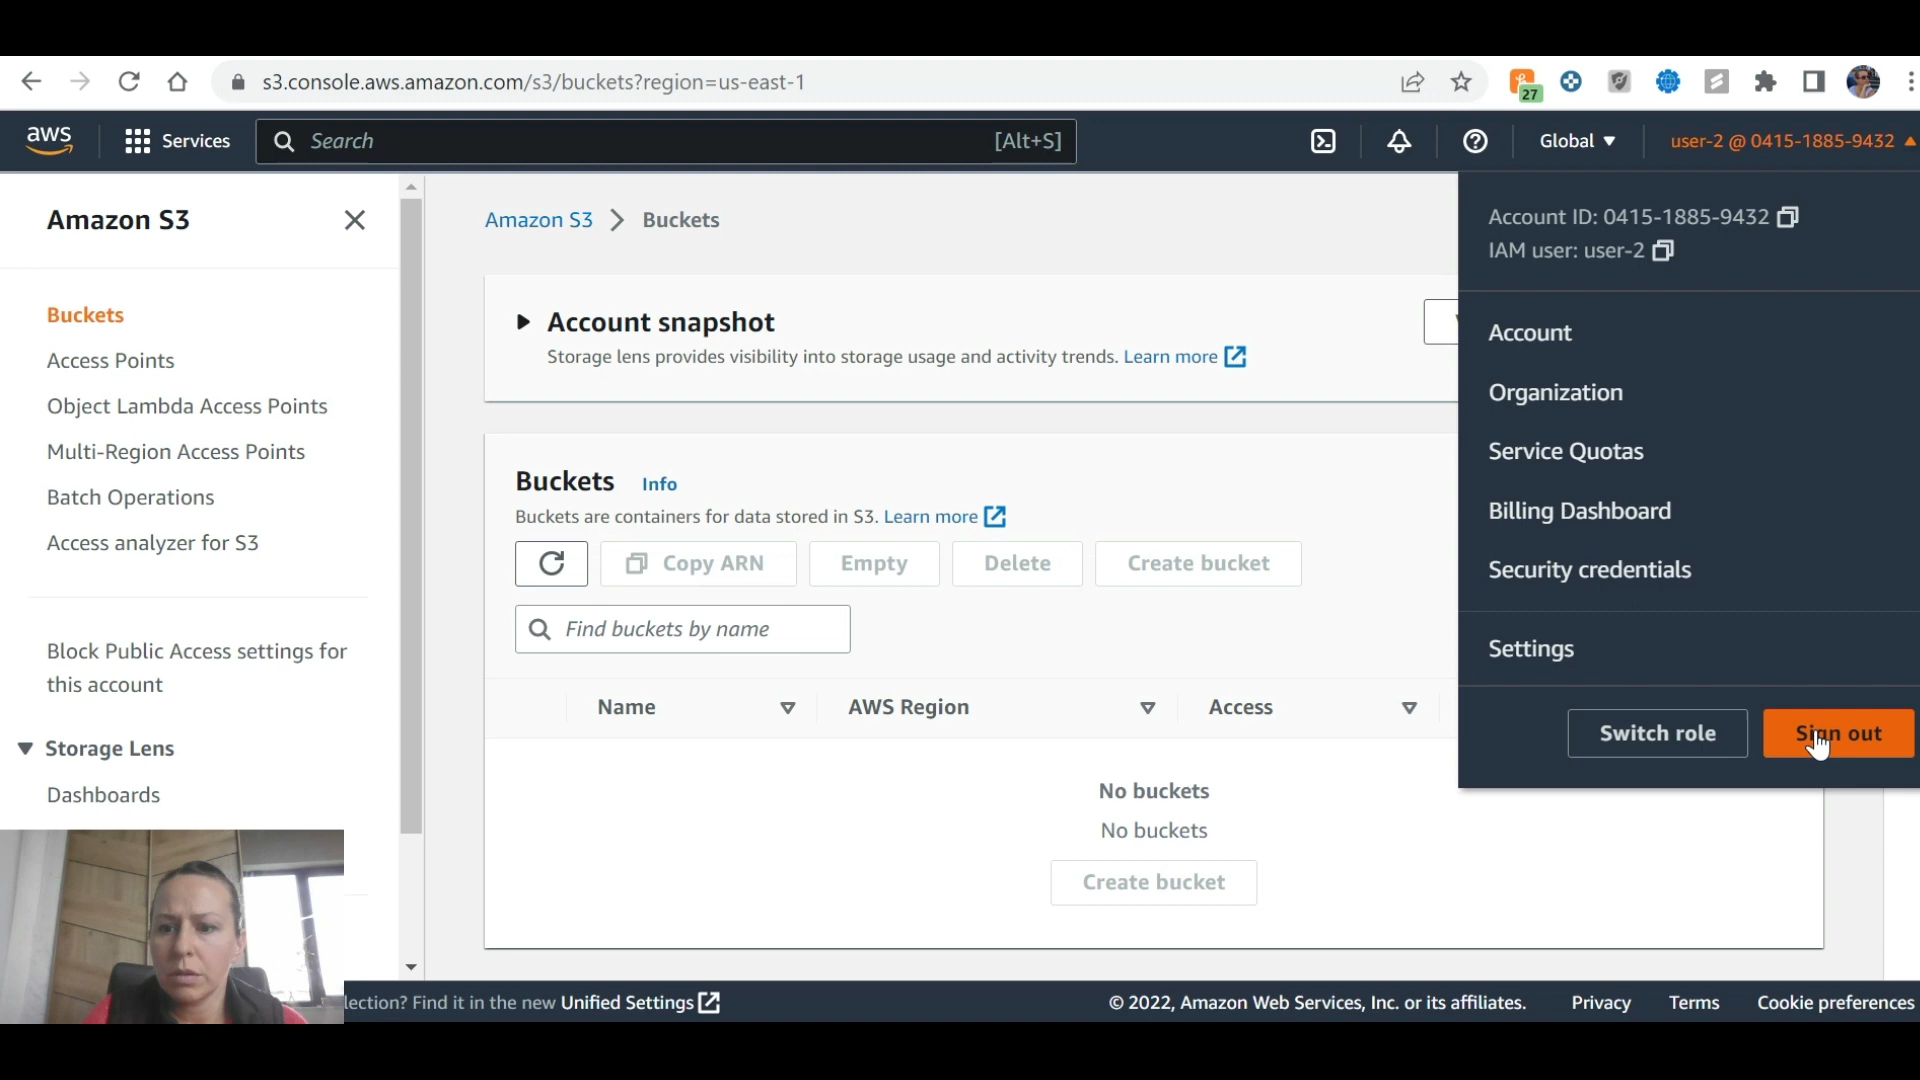 s3.console.aws.amazon.com/s3/buckets?region=us-east-1
27
aws
Services
Search
[Alt+S]
Global
user-2 @ 0415-1885-9432
Amazon S3
Buckets
Access Points
Object Lambda Access Points
Multi-Region Access Points
Batch Operations
Access analyzer for S3
Block Public Access settings for
this account
Storage Lens
Dashboards
Amazon S3
Buckets
Account snapshot
Storage lens provides visibility into storage usage and activity trends. Learn more
Buckets Info
Buckets are containers for data stored in S3. Learn more
Copy ARN
Empty
Delete
Create bucket
Find buckets by name
Name
AWS Region
Access
No buckets
No buckets
Create bucket
Account ID: 0415-1885-9432
IAM user: user-2
Account
Organization
Service Quotas
Billing Dashboard
Security credentials
Settings
Switch role
Sign out
lection? Find it in the new Unified Settings
© 2022, Amazon Web Services, Inc. or its affiliates.
Privacy
Terms
Cookie preferences